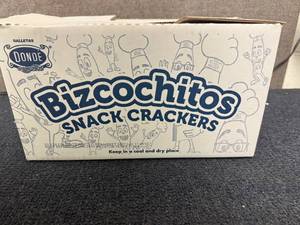 GALLETAS
DONDE
Bizcochitos
SNACK CRACKERS
Keep in a cool and dry place